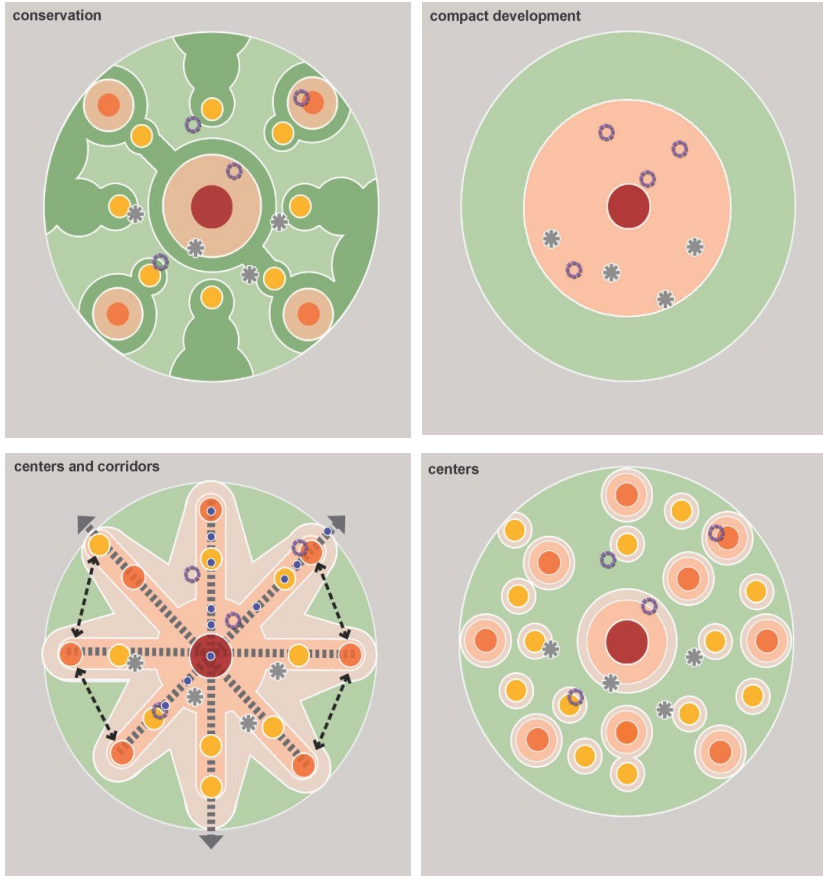 conservation
compact development
centers and corridors
centers